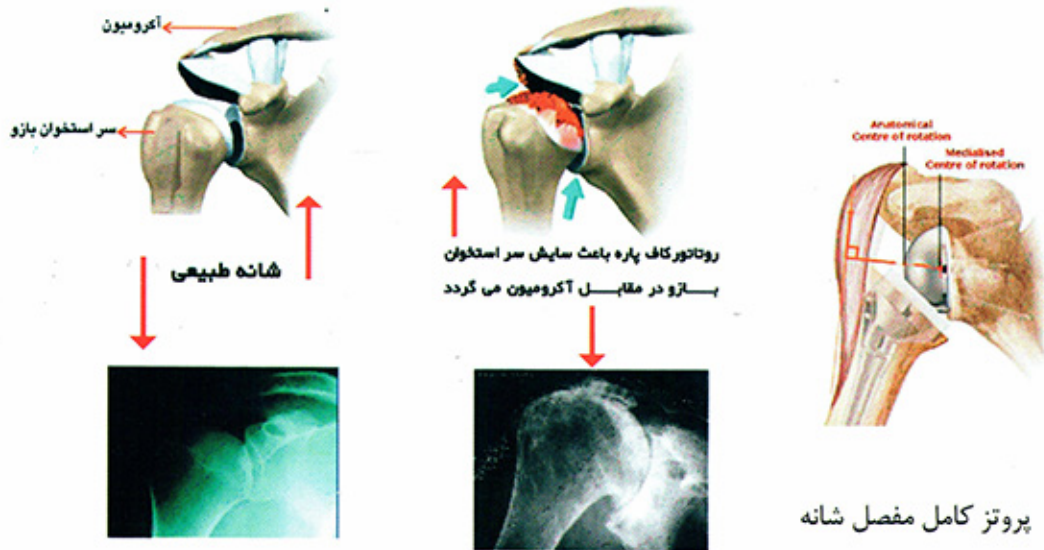 آکرومیون
سر استخوان بازو
شانه طبیعی
روتاتورکاف پاره باعث سایش سر استخوان
بازو در مقابل آکرومیون می گردد
Anatomical
Centre of rotation
Medialised
Centre of rotation
پروتز کامل مفصل شانه